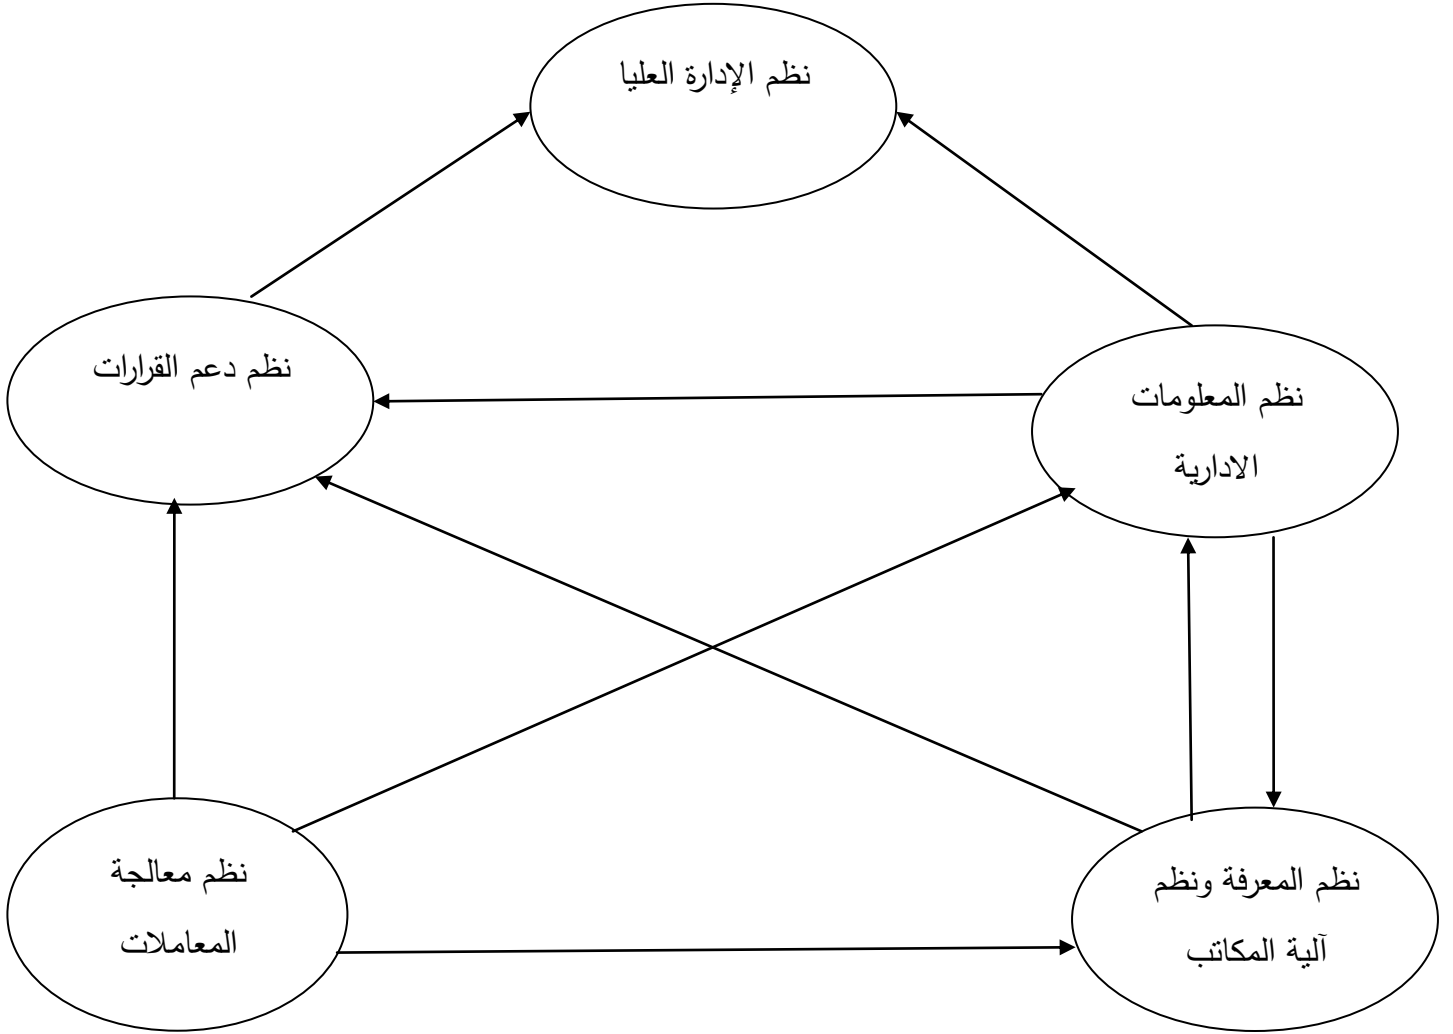 نظم الإدارة العليا
نظم دعم القرارات
نظم المعلومات
الادارية
نظم معالجة
المعاملات
نظم المعرفة ونظم
آلية المكاتب